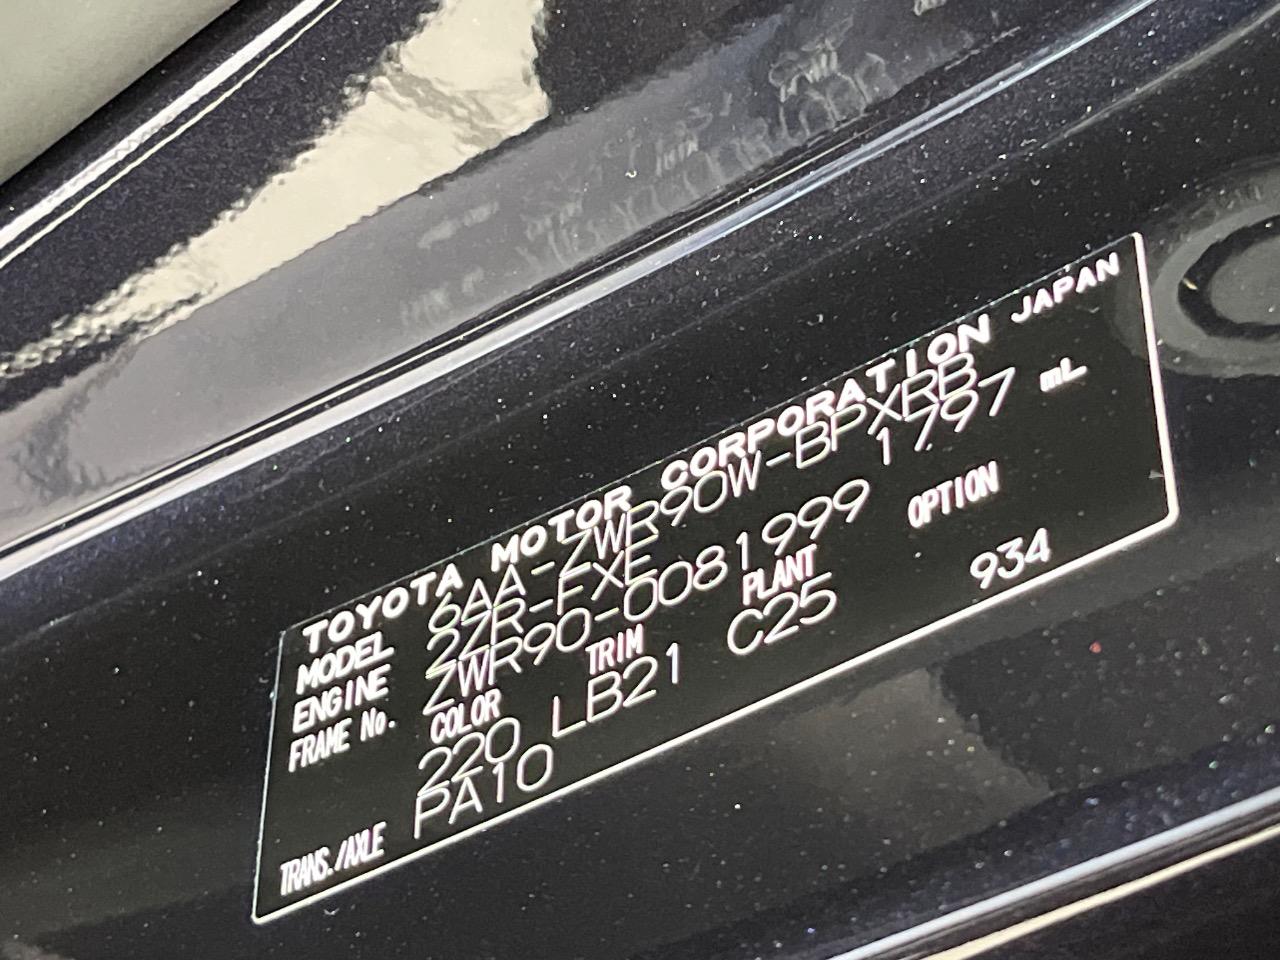 TOYOTA MOTOR CORPORATION JAPAN
MODEL 6AA-ZWR90W-BPXRB
ENGINE 2ZR-FXE 1797 mL
FRAME No. ZWR90-0081999
COLOR TRIM PLANT OPTION
220 LB21 C25 934
TRANS./AXLE PA10